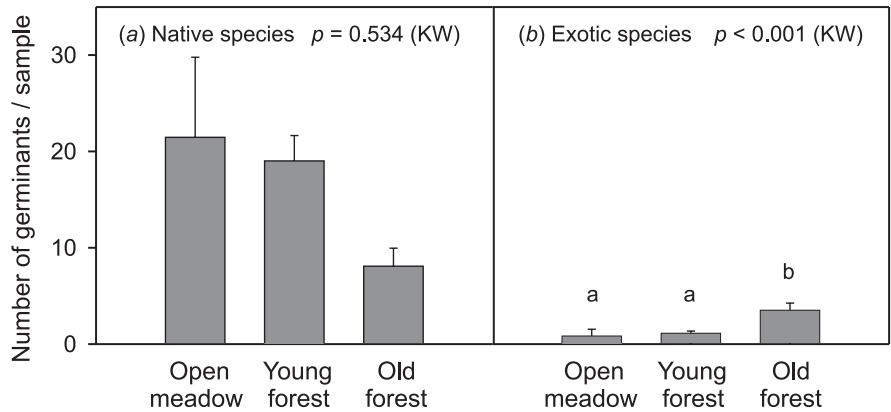 (a) Native species p = 0.534 (KW)
(b) Exotic species p < 0.001 (KW)
Number of germinants / sample
30
20
10
0
a
a
b
Open meadow
Young forest
Old forest
Open meadow
Young forest
Old forest